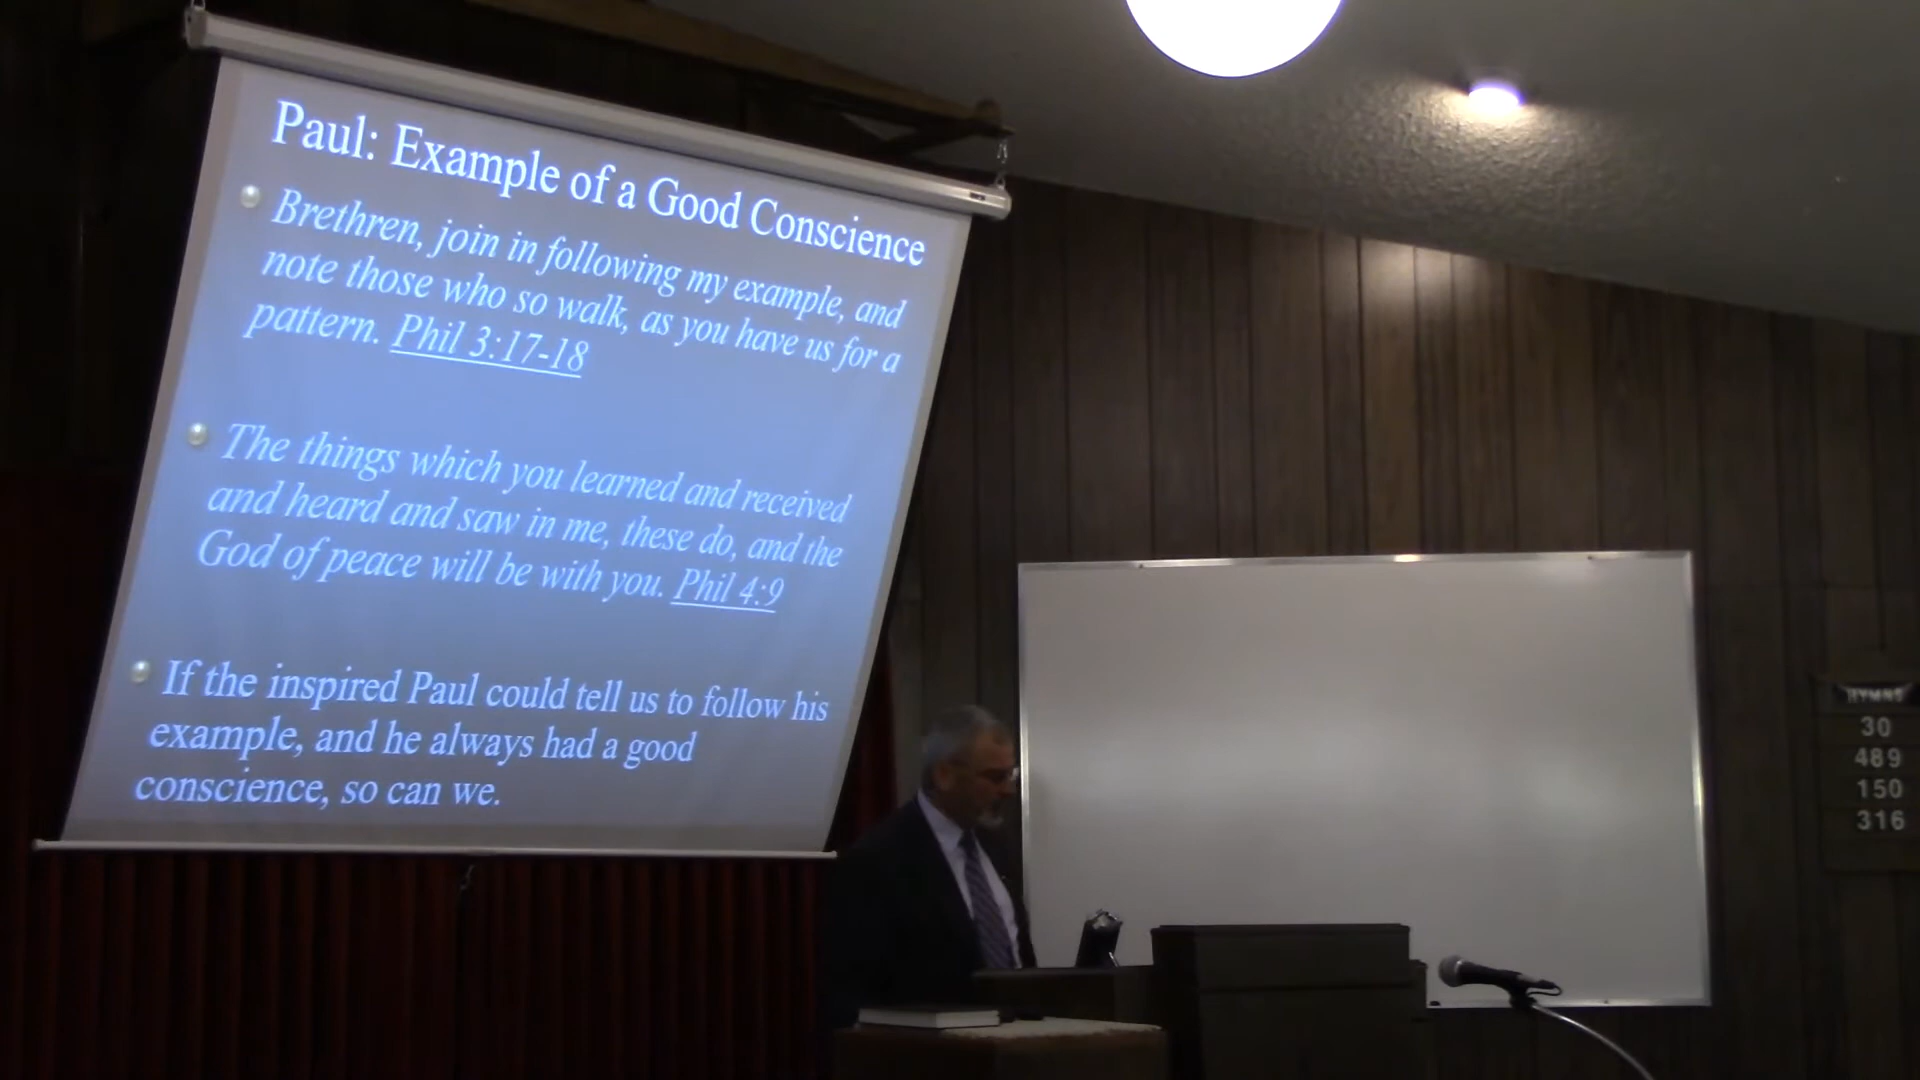 Paul: Example of a Good Conscience
Brethren, join in following my example, and
note those who so walk, as you have us for a
pattern. Phil 3:17-18
The things which you learned and received
and heard and saw in me, these do, and the
God of peace will be with you. Phil 4:9
If the inspired Paul could tell us to follow his
example, and he always had a good
conscience, so can we.
HYMNS
30
489
150
316